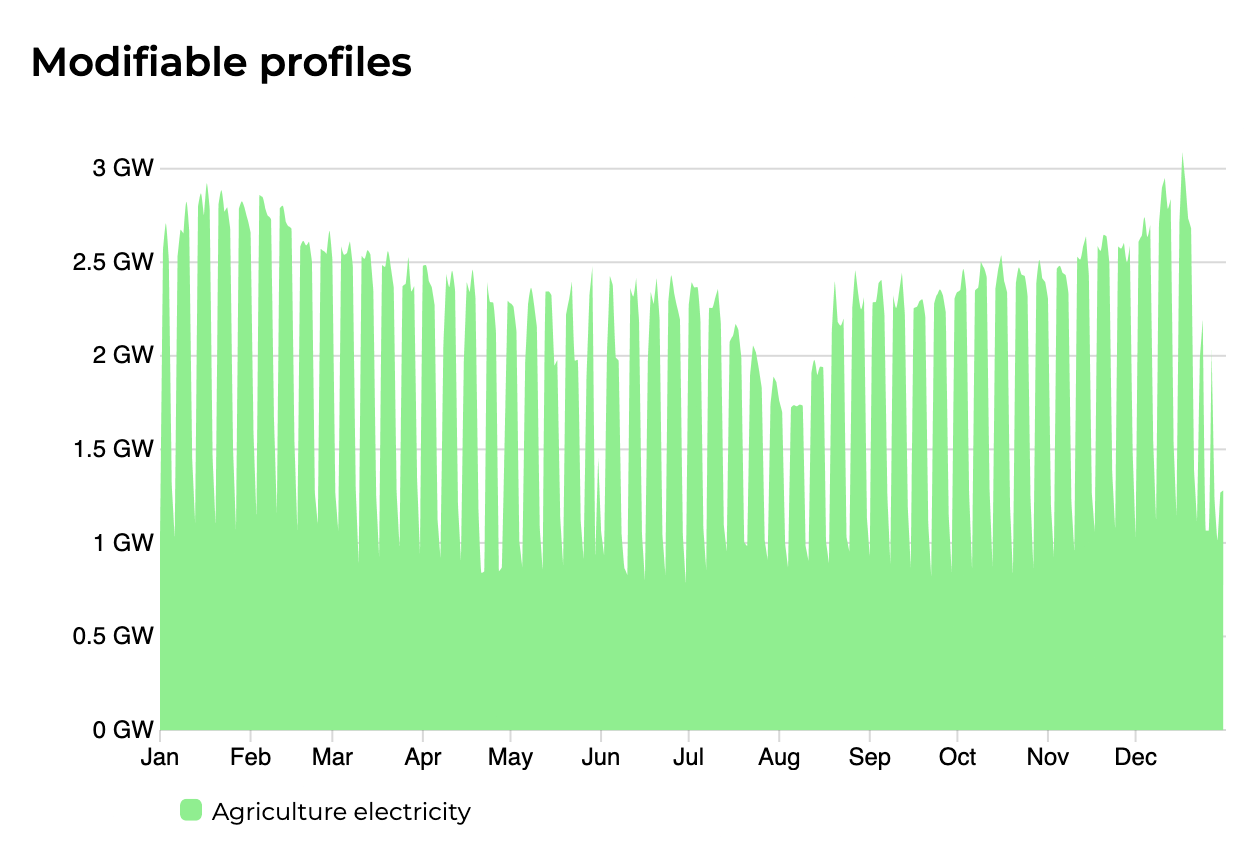 Modifiable profiles
3 GW
2.5 GW
2 GW
1.5 GW
1 GW
0.5 GW
0 GW
Jan Feb Mar Apr May Jun Jul Aug Sep Oct Nov Dec
Agriculture electricity